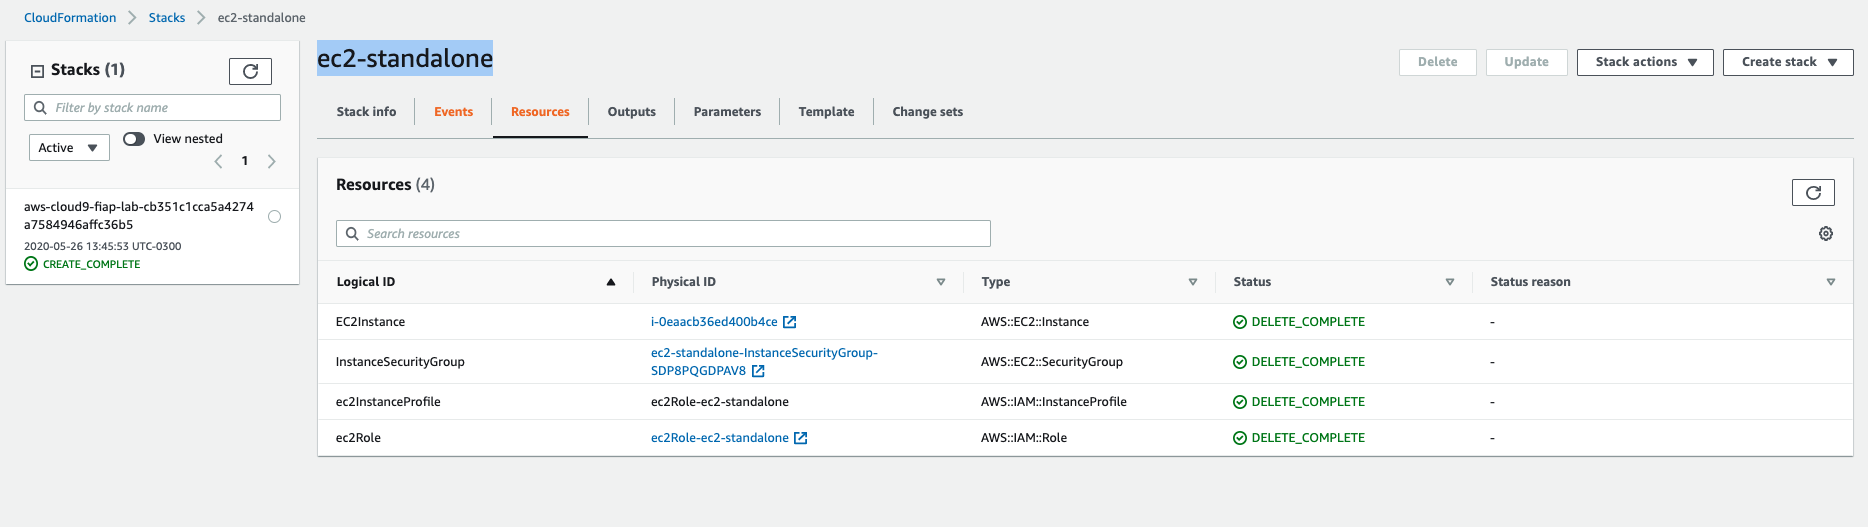 CloudFormation > Stacks > ec2-standalone
Stacks (1)
Filter by stack name
Active
View nested
1
aws-cloud9-fiap-lab-cb351c1cca5a4274
a7584946affc36b5
2020-05-26 13:45:53 UTC-0300
CREATE_COMPLETE
ec2-standalone
Delete Update Stack actions Create stack
Stack info Events Resources Outputs Parameters Template Change sets
Resources (4)
Search resources
Logical ID Physical ID Type Status Status reason
EC2Instance i-0eaacb36ed400b4ce AWS::EC2::Instance DELETE_COMPLETE -
InstanceSecurityGroup ec2-standalone-InstanceSecurityGroup-
SDP8PQGDPAV8 AWS::EC2::SecurityGroup DELETE_COMPLETE -
ec2InstanceProfile ec2Role-ec2-standalone AWS::IAM::InstanceProfile DELETE_COMPLETE -
ec2Role ec2Role-ec2-standalone AWS::IAM::Role DELETE_COMPLETE -